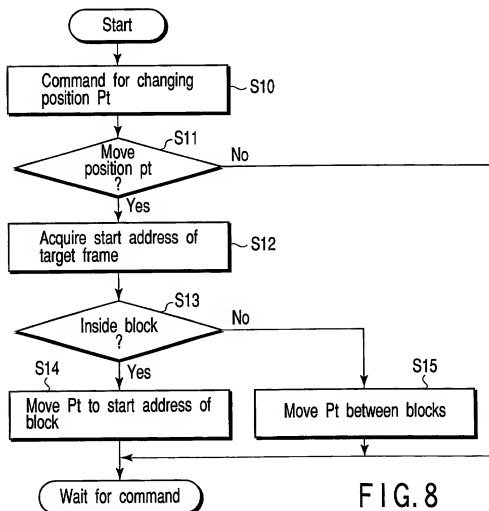 Start
Command for changing
position Pt
S10
S11
Move
position pt
?
No
Yes
Acquire start address of
target frame
S12
S13
Inside block
?
No
Yes
S14
Move Pt to start address of
block
S15
Move Pt between blocks
Wait for command
FIG. 8